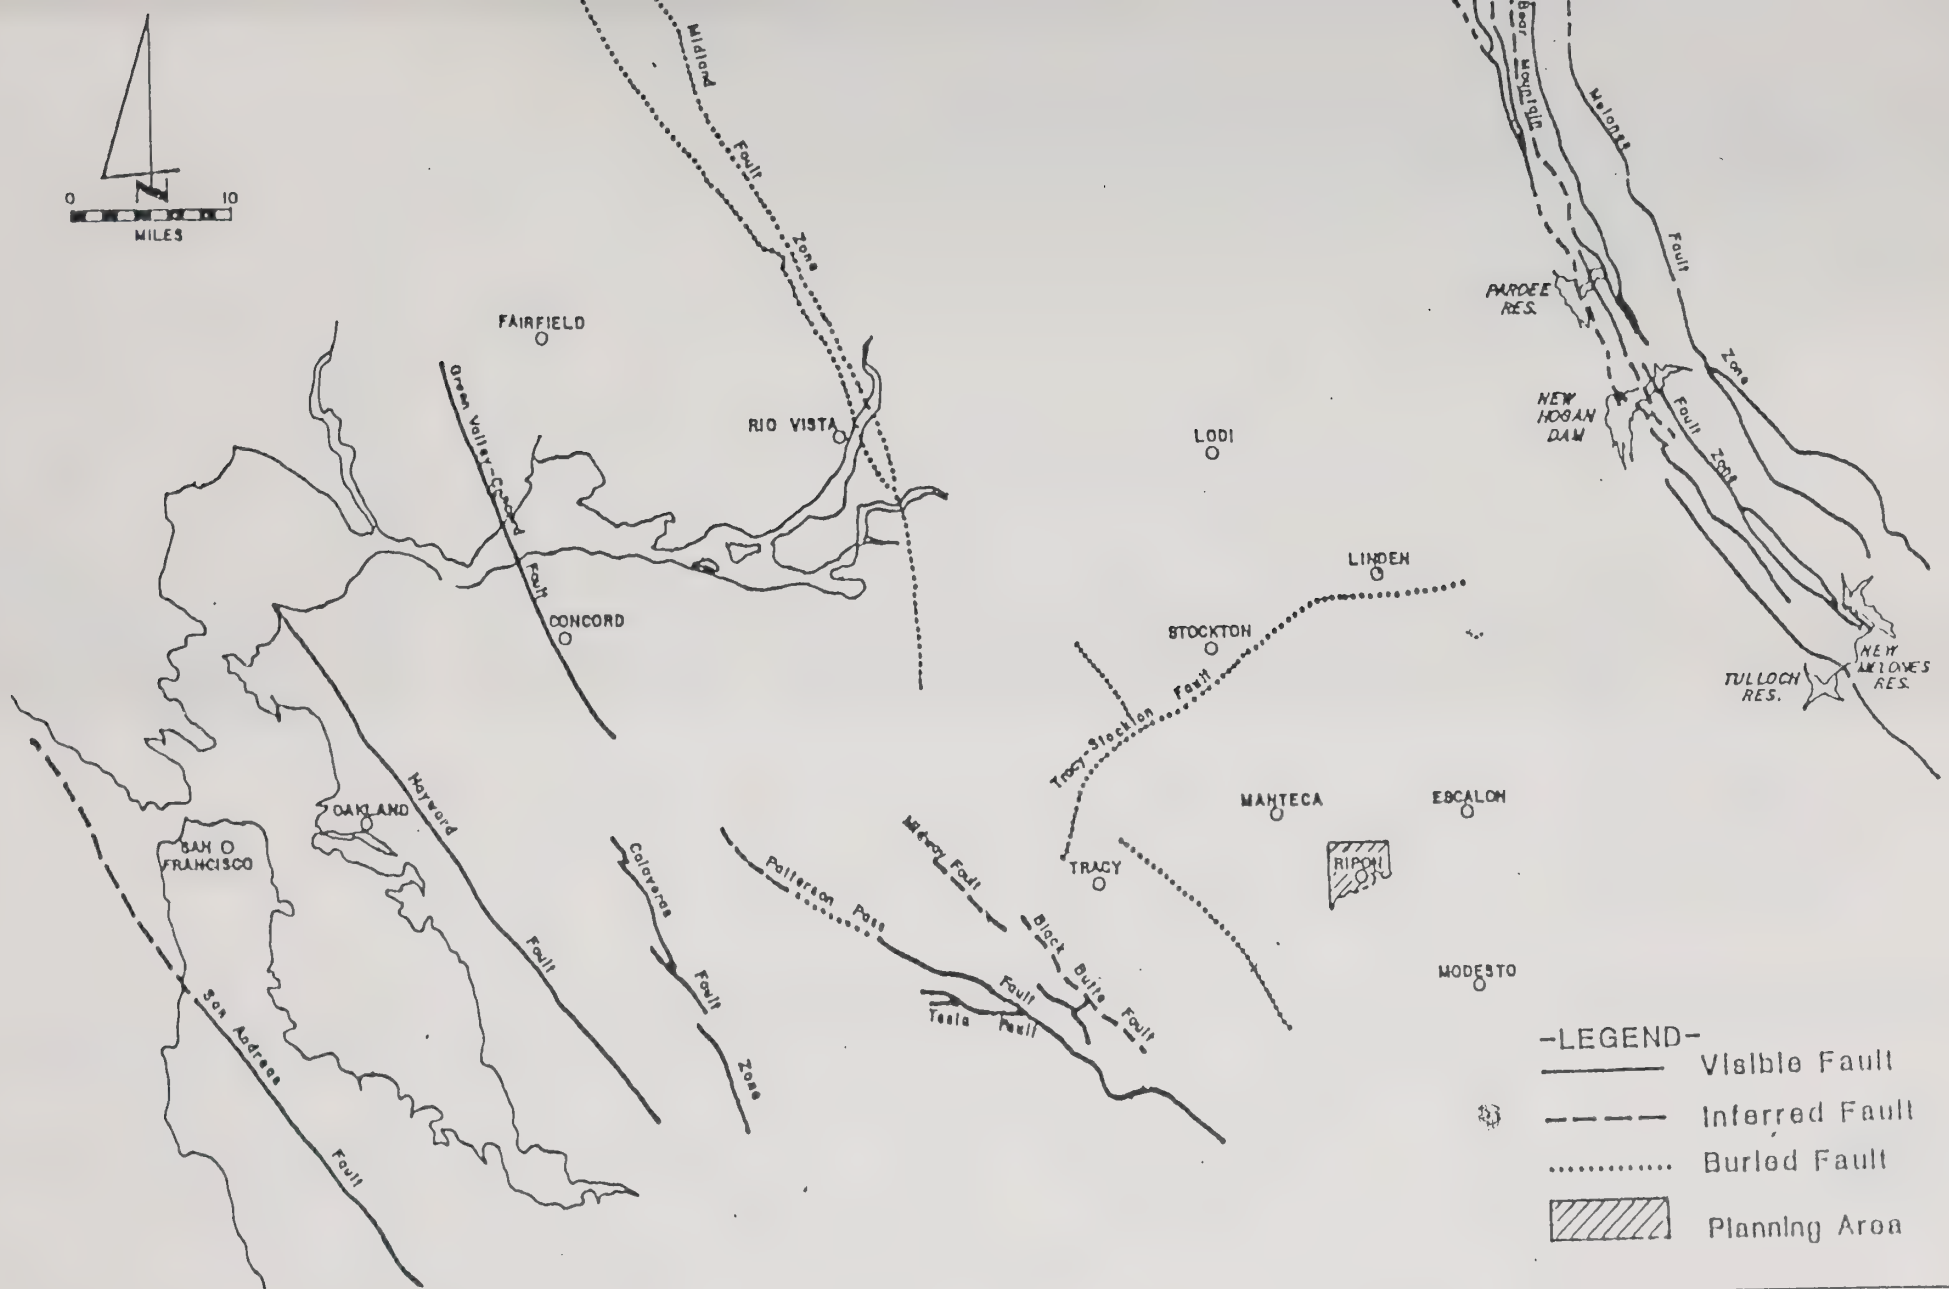 0 10
N
MILES
Midland Fault Zone
Bear Mountain Fault Zone
Melones Fault Zone
PARDEE
RES.
FAIRFIELD
Green Valley-Concord Fault
RIO VISTA
LODI
NEW
HOGAN
DAM
LINDEN
CONCORD
STOCKTON
Tracy-Stockton Fault
TULLOCH
RES.
NEW
MELONES
RES.
Hayward Fault
OAKLAND
SAN
FRANCISCO
MANTECA
ESCALON
Calaveras Fault Zone
Patterson Pass Fault
Midway Fault
TRACY
RIPON
Black Butte Fault
Tesla Fault
MODESTO
San Andreas Fault
-LEGEND-
Visible Fault
Inferred Fault
Buried Fault
Planning Area